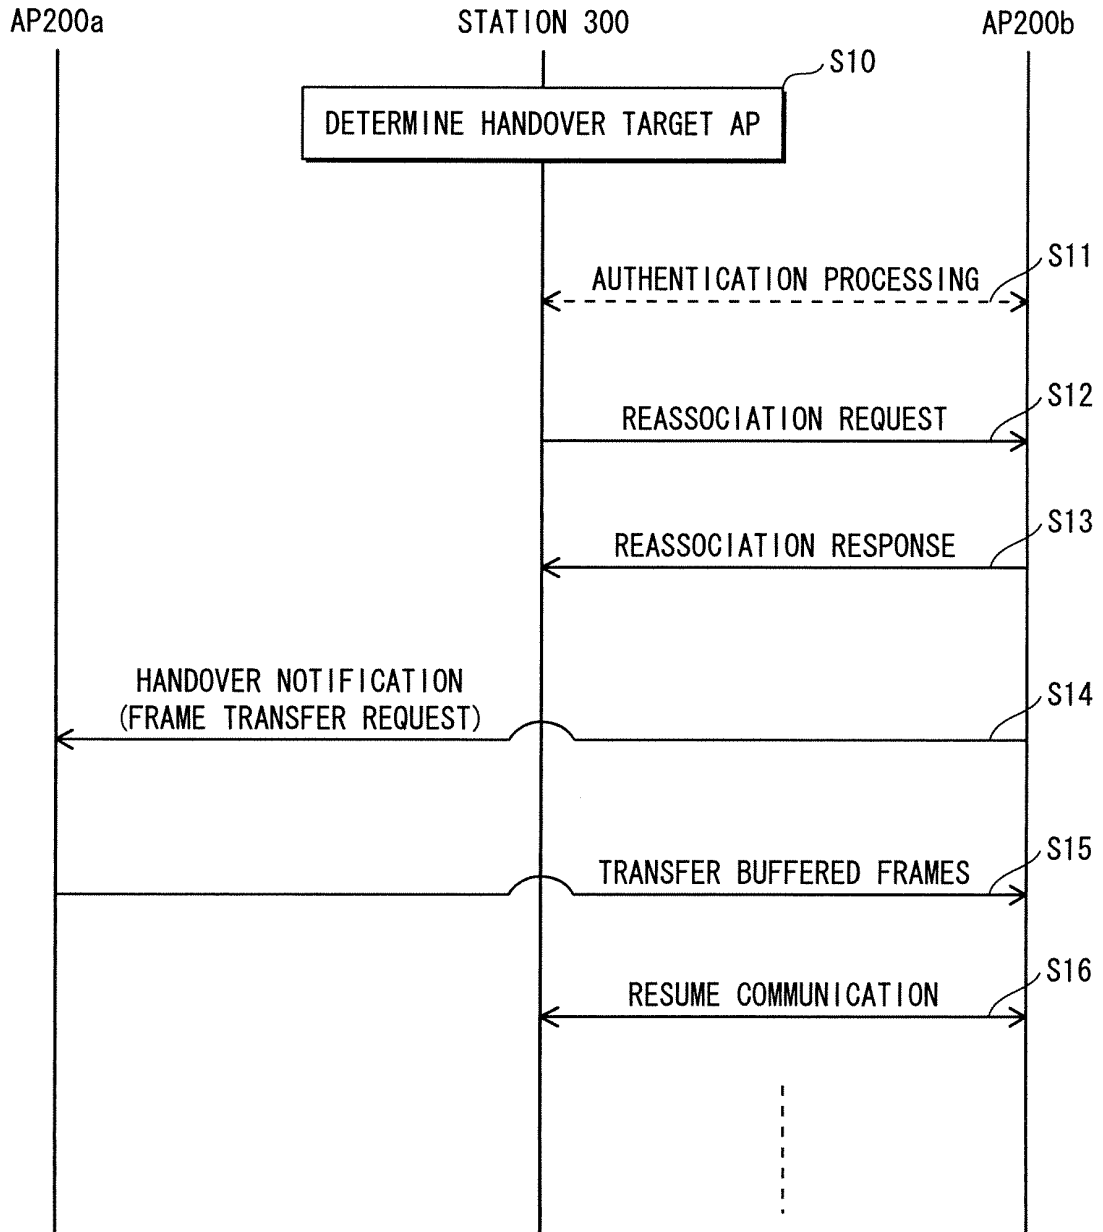 AP200a
STATION 300
AP200b
S10
DETERMINE HANDOVER TARGET AP
S11
AUTHENTICATION PROCESSING
S12
REASSOCIATION REQUEST
S13
REASSOCIATION RESPONSE
HANDOVER NOTIFICATION
(FRAME TRANSFER REQUEST)
S14
S15
TRANSFER BUFFERED FRAMES
S16
RESUME COMMUNICATION